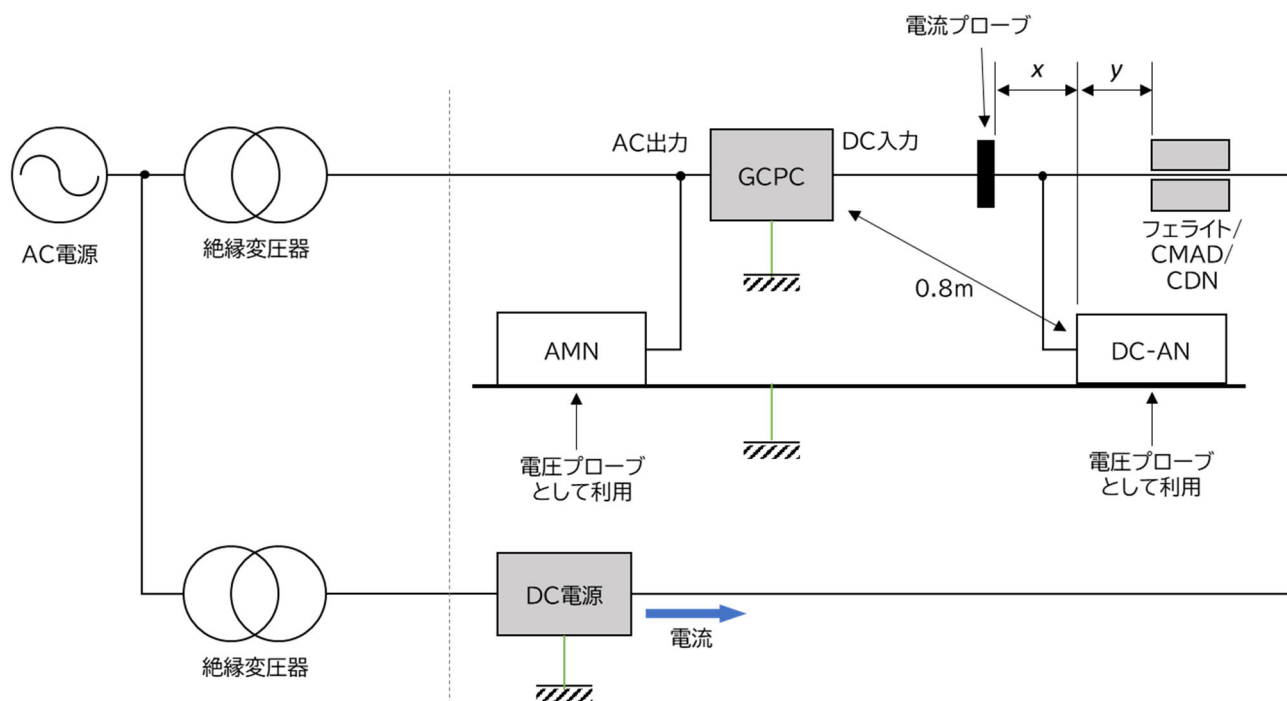 電流プローブ
x
y
AC出力
DC入力
GCPC
AC電源
絶縁変圧器
フェライト/
CMAD/
CDN
0.8m
AMN
DC-AN
電圧プローブ
として利用
電圧プローブ
として利用
DC電源
電流
絶縁変圧器